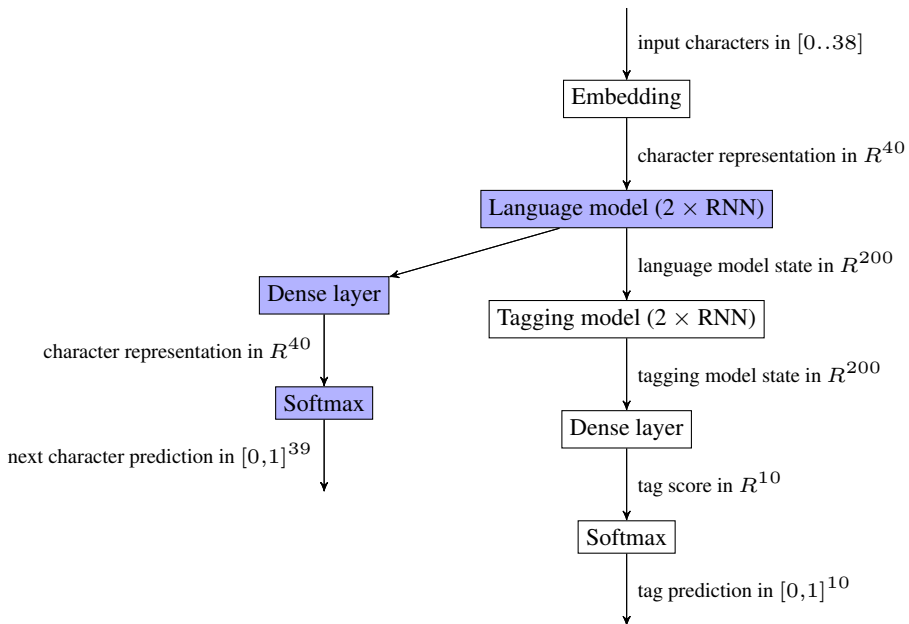 input characters in [0..38]
Embedding
character representation in R^40
Language model (2 × RNN)
language model state in R^200
Dense layer
Tagging model (2 × RNN)
character representation in R^40
tagging model state in R^200
Softmax
Dense layer
next character prediction in [0,1]^39
tag score in R^10
Softmax
tag prediction in [0,1]^10